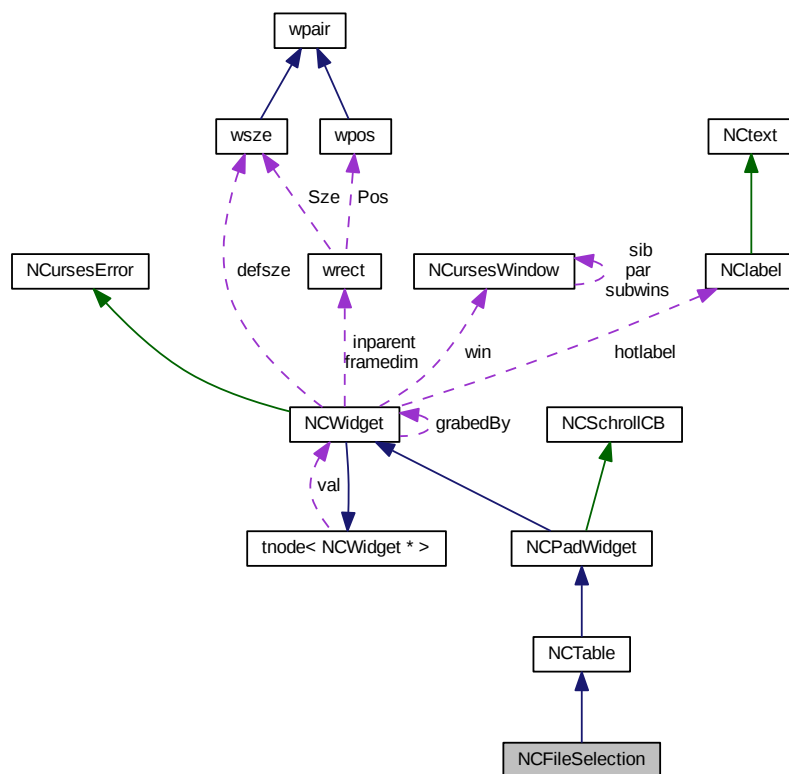 wpair
wsze
wpos
NCtext
Sze
Pos
NCursesError
defsze
wrect
NCursesWindow
sib
par
subwins
NClabel
inparent
framedim
win
hotlabel
NCWidget
grabedBy
NCSchrollCB
val
tnode< NCWidget * >
NCPadWidget
NCTable
NCFileSelection